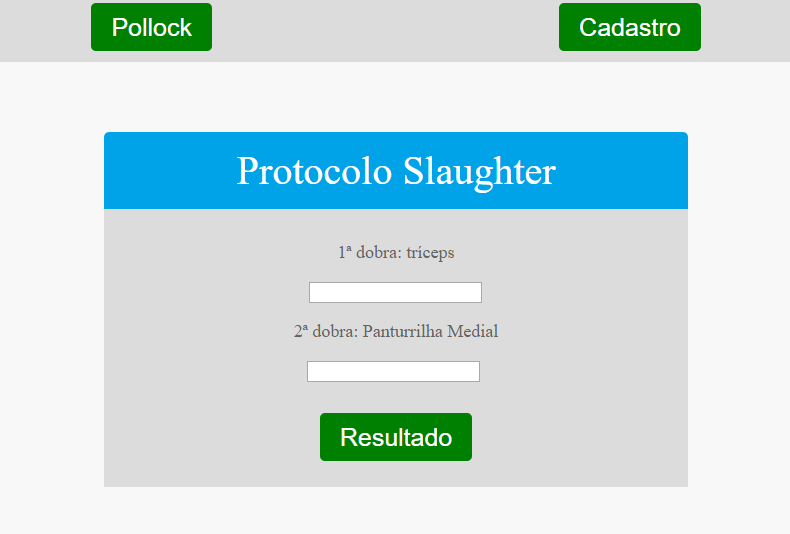 Pollock
Cadastro
Protocolo Slaughter
1ª dobra: tríceps
2ª dobra: Panturrilha Medial
Resultado